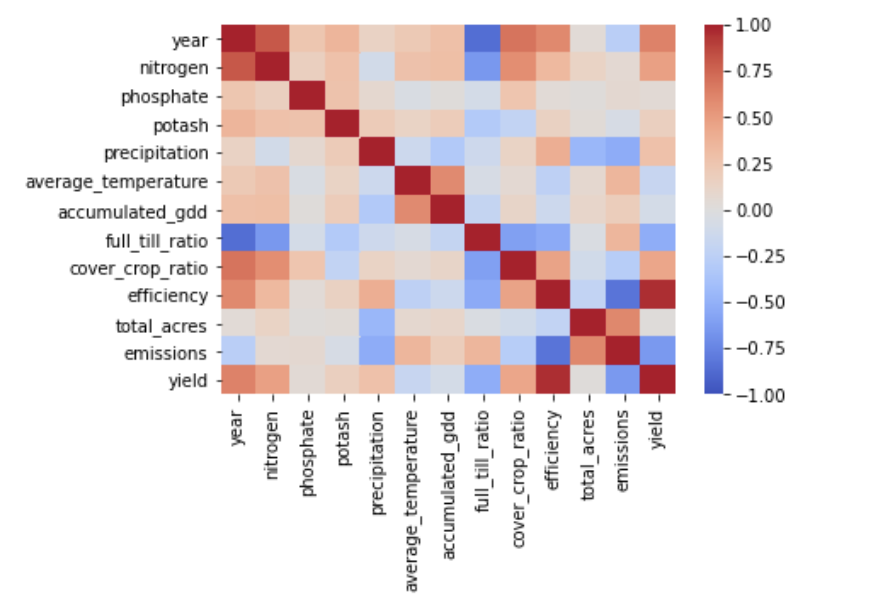 year
nitrogen
phosphate
potash
precipitation
average_temperature
accumulated_gdd
full_till_ratio
cover_crop_ratio
efficiency
total_acres
emissions
yield
year
nitrogen
phosphate
potash
precipitation
average_temperature
accumulated_gdd
full_till_ratio
cover_crop_ratio
efficiency
total_acres
emissions
yield
1.00
0.75
0.50
0.25
0.00
−0.25
−0.50
−0.75
−1.00